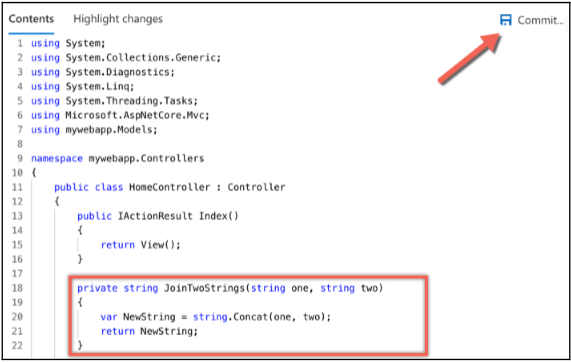 Contents Highlight changes Commit...
1 using System;
2 using System.Collections.Generic;
3 using System.Diagnostics;
4 using System.Linq;
5 using System.Threading.Tasks;
6 using Microsoft.AspNetCore.Mvc;
7 using mywebapp.Models;
8
9 namespace mywebapp.Controllers
10 {
11     public class HomeController : Controller
12     {
13         public IActionResult Index()
14         {
15             return View();
16         }
17
18         private string JoinTwoStrings(string one, string two)
19         {
20             var NewString = string.Concat(one, two);
21             return NewString;
22         }